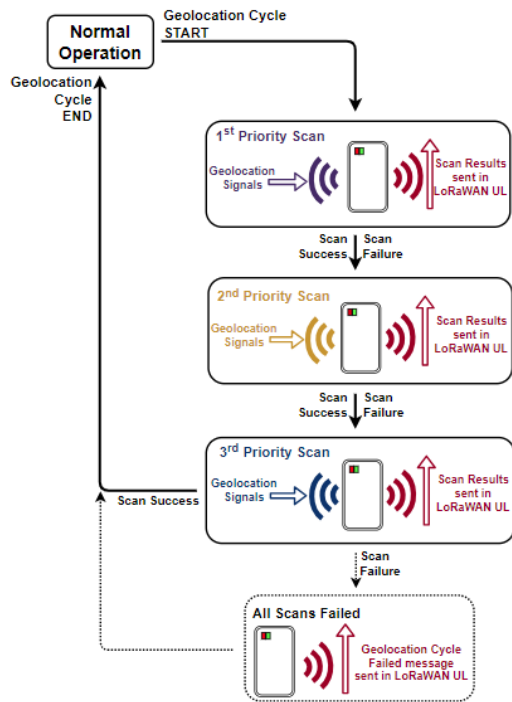 Normal
Operation
Geolocation Cycle
START
Geolocation
Cycle
END
1st Priority Scan
Geolocation
Signals
Scan Results
sent in
LoRaWAN UL
Scan
Success
Scan
Failure
2nd Priority Scan
Geolocation
Signals
Scan Results
sent in
LoRaWAN UL
Scan
Success
Scan
Failure
3rd Priority Scan
Geolocation
Signals
Scan Results
sent in
LoRaWAN UL
Scan Success
Scan
Failure
All Scans Failed
Geolocation Cycle
Failed message
sent in LoRaWAN UL